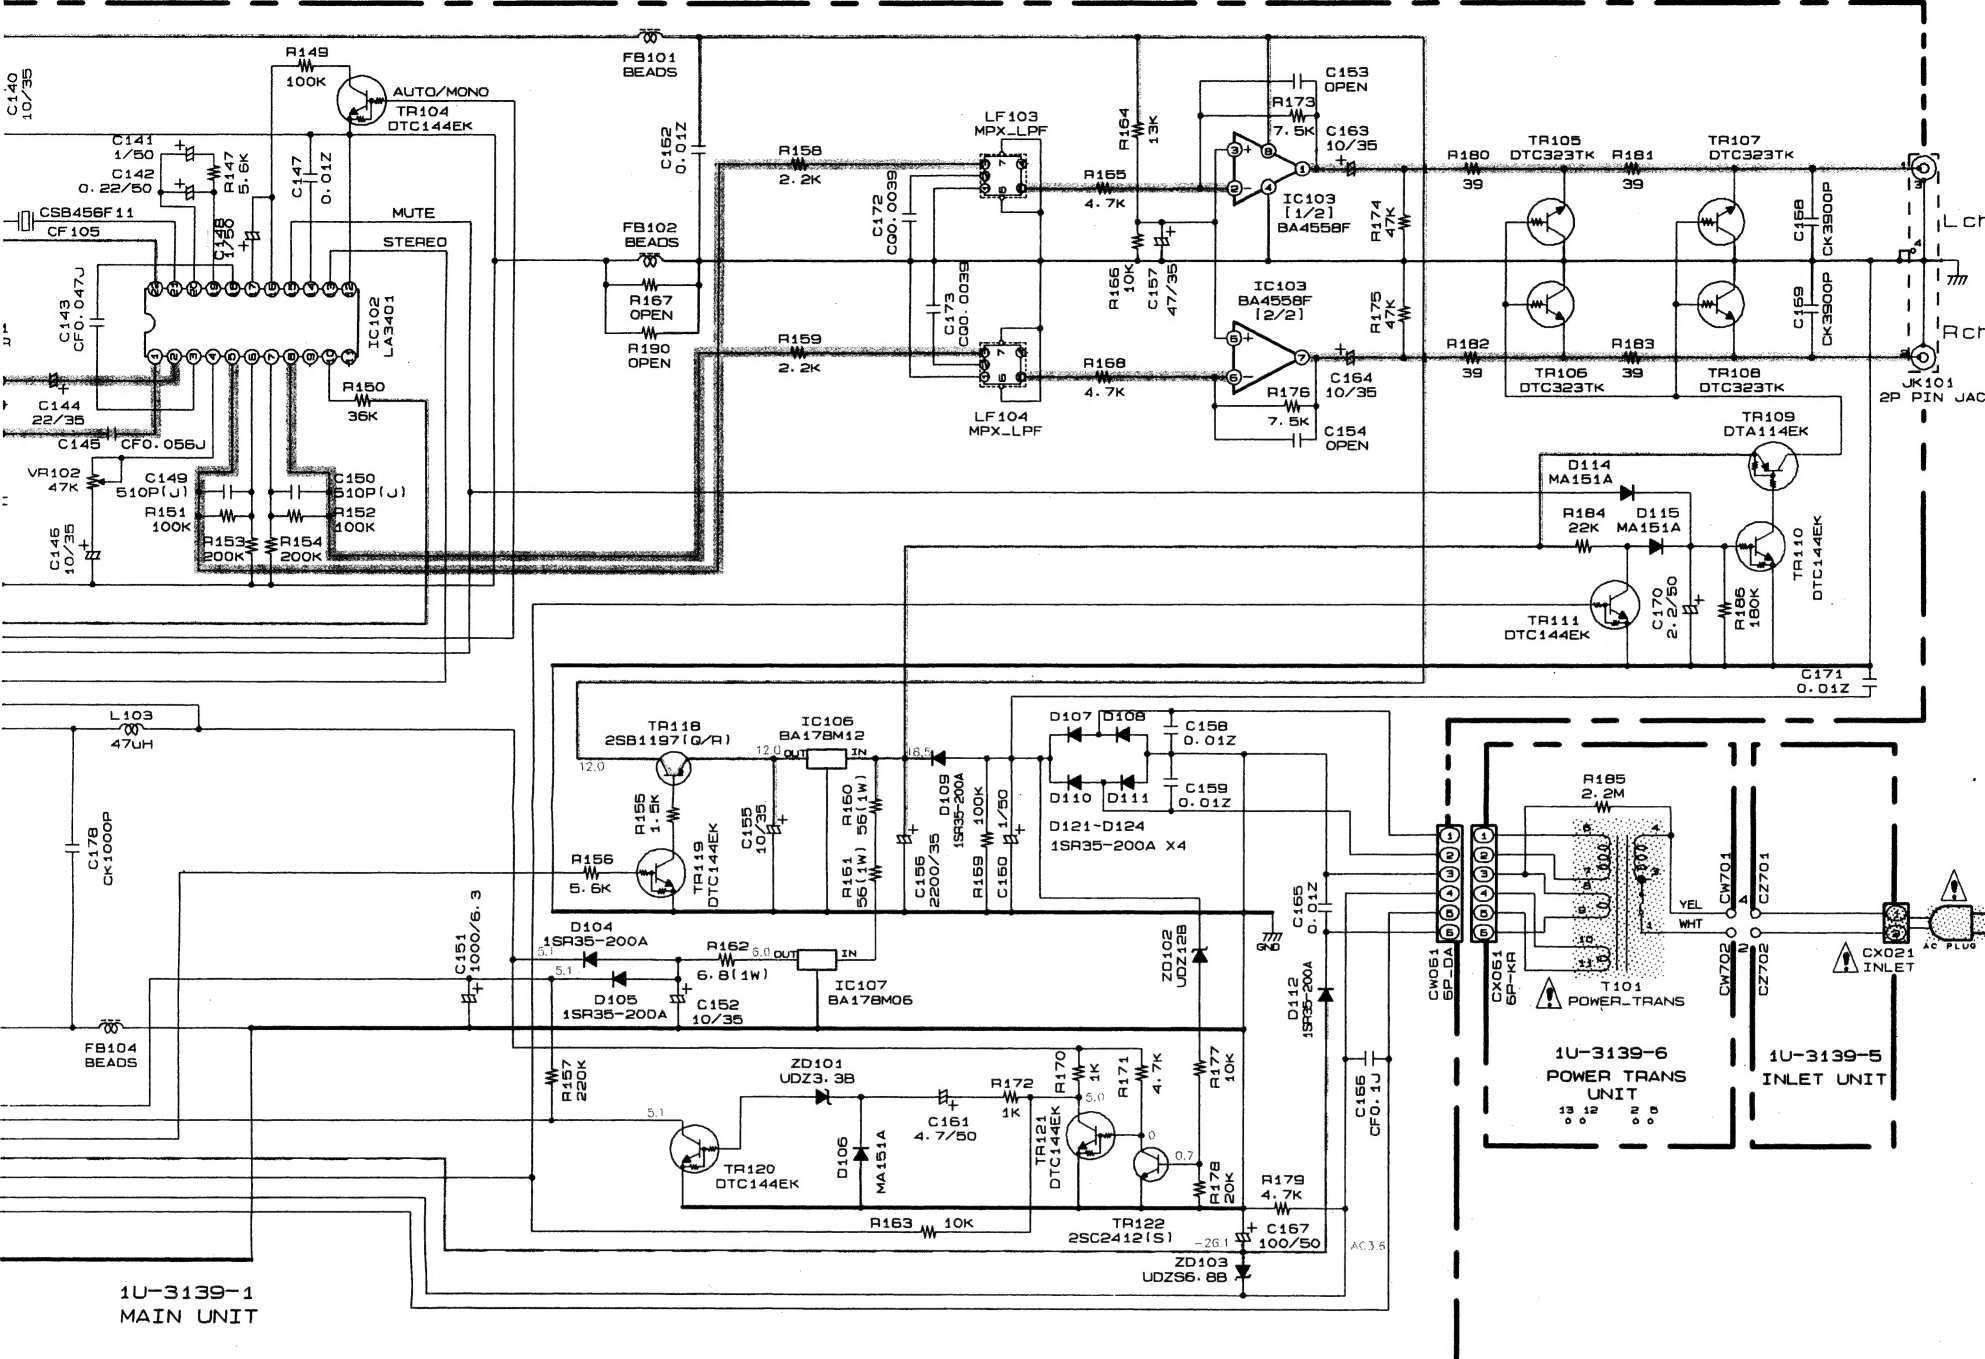 C140
10/35
R149
100K
AUTO/MONO
TR104
DTC144EK
C141
1/50
C142
0.22/50
R147
5.6K
C147
0.01Z
C148
1/50
CSB456F11
CF105
MUTE
STEREO
C143
CF0.047J
IC102
LA3401
C144
22/35
C145
CF0.056J
R150
36K
VR102
47K
C149
510P(J)
C150
510P(J)
R151
100K
R152
100K
R153
200K
R154
200K
C146
10/35
FB101
BEADS
C162
0.01Z
R158
2.2K
FB102
BEADS
R167
OPEN
R190
OPEN
R159
2.2K
LF103
MPX_LPF
C172
CQ0.0039
C173
CQ0.0039
LF104
MPX_LPF
R164
13K
R165
4.7K
R166
10K
C157
47/35
R168
4.7K
C153
OPEN
R173
7.5K
C163
10/35
IC103
[1/2]
BA4558F
IC103
BA4558F
[2/2]
C164
10/35
R176
7.5K
C154
OPEN
R174
47K
R175
47K
R180
39
R181
39
R182
39
R183
39
TR105
DTC323TK
TR107
DTC323TK
TR106
DTC323TK
TR108
DTC323TK
C168
CK3900P
C169
CK3900P
Lch
Rch
JK101
2P PIN JAC
TR109
DTA114EK
D114
MA151A
R184
22K
D115
MA151A
TR110
DTC144EK
TR111
DTC144EK
C170
2.2/50
R186
180K
C171
0.01Z
L103
47uH
C178
CK1000P
FB104
BEADS
TR118
2SB1197(Q/R)
12.0
12.0
OUT
IN
IC106
BA178M12
18.5
R155
1.5K
TR119
DTC144EK
R156
5.6K
C155
10/35
R160
56(1W)
R161
56(1W)
C156
2200/35
D109
1SR35-200A
R169
100K
C160
1/50
D107
D108
D110
D111
D121-D124
1SR35-200A X4
C158
0.01Z
C159
0.01Z
C165
0.01Z
GND
C151
1000/6.3
D104
1SR35-200A
5.1
5.1
D105
1SR35-200A
R162
6.8(1W)
6.0
OUT
IN
IC107
BA178M06
C152
10/35
ZD102
UDZ12B
D112
1SR35-200A
R157
220K
5.1
ZD101
UDZ3.3B
D106
MA151A
C161
4.7/50
R172
1K
R170
1K
R171
4.7K
5.0
0
0.7
TR120
DTC144EK
TR121
DTC144EK
TR122
2SC2412(S)
R177
10K
R178
20K
R163 10K
R179
4.7K
C166
CF0.1J
C167
100/50
-26.1
AC3.6
ZD103
UDZS6.8B
CW061
6P_DA
CX061
6P-KR
R185
2.2M
T101
POWER_TRANS
YEL
WHT
CW701
CZ701
CW702
CZ702
CX021
INLET
AC PLUG
1U-3139-6
POWER TRANS
UNIT
13 12 2 5
1U-3139-5
INLET UNIT
1U-3139-1
MAIN UNIT